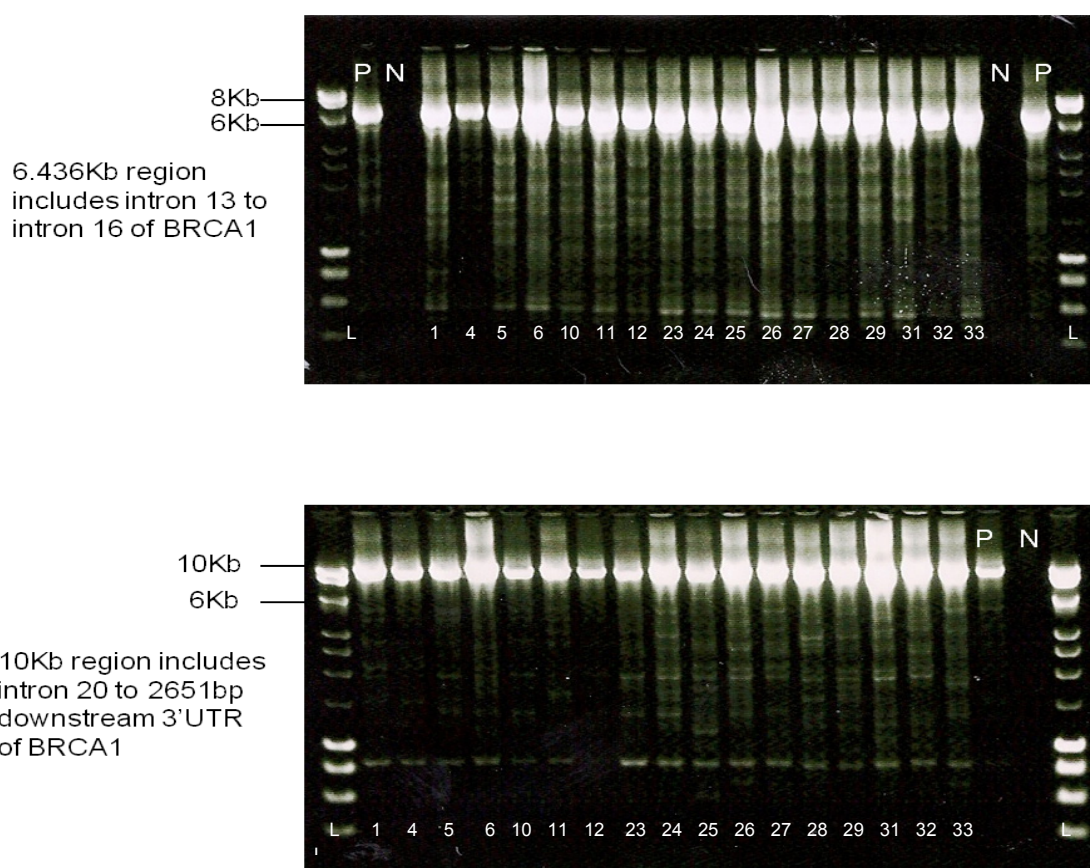 P N N P
8Kb
6Kb
6.436Kb region
includes intron 13 to
intron 16 of BRCA1
L 1 4 5 6 10 11 12 23 24 25 26 27 28 29 31 32 33 L
P N
10Kb
6Kb
10Kb region includes
intron 20 to 2651bp
downstream 3'UTR
of BRCA1
L 1 4 5 6 10 11 12 23 24 25 26 27 28 29 31 32 33 L